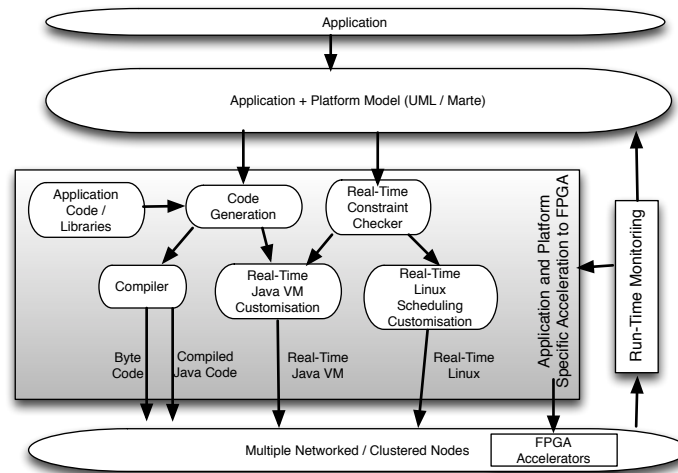 Application
Application + Platform Model (UML / Marte)
Application
Code /
Libraries
Code
Generation
Real-Time
Constraint
Checker
Compiler
Real-Time
Java VM
Customisation
Real-Time
Linux
Scheduling
Customisation
Application and Platform
Specific Acceleration to FPGA
Run-Time Monitoriing
Byte
Code
Compiled
Java Code
Real-Time
Java VM
Real-Time
Linux
Multiple Networked / Clustered Nodes
FPGA
Accelerators